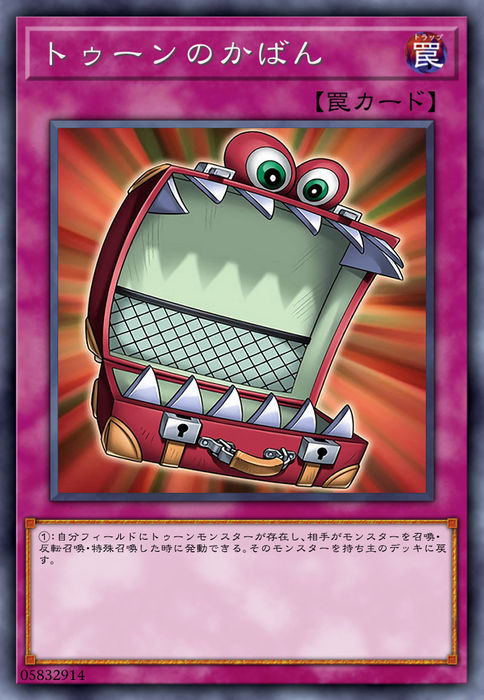 トゥーンのかばん
トラップ
罠
【罠カード】
①:自分フィールドにトゥーンモンスターが存在し、相手がモンスターを召喚・
反転召喚・特殊召喚した時に発動できる。そのモンスターを持ち主のデッキに戻
す。
05832914